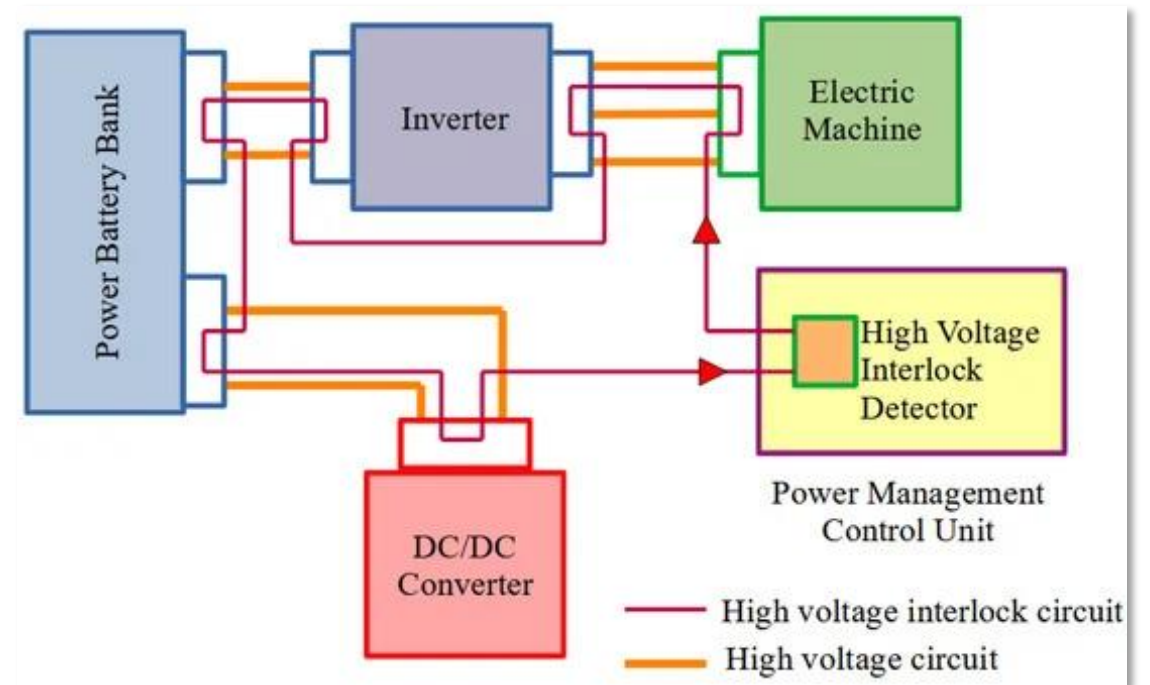 Power Battery Bank
Inverter
Electric
Machine
High Voltage
Interlock
Detector
Power Management
Control Unit
DC/DC
Converter
High voltage interlock circuit
High voltage circuit